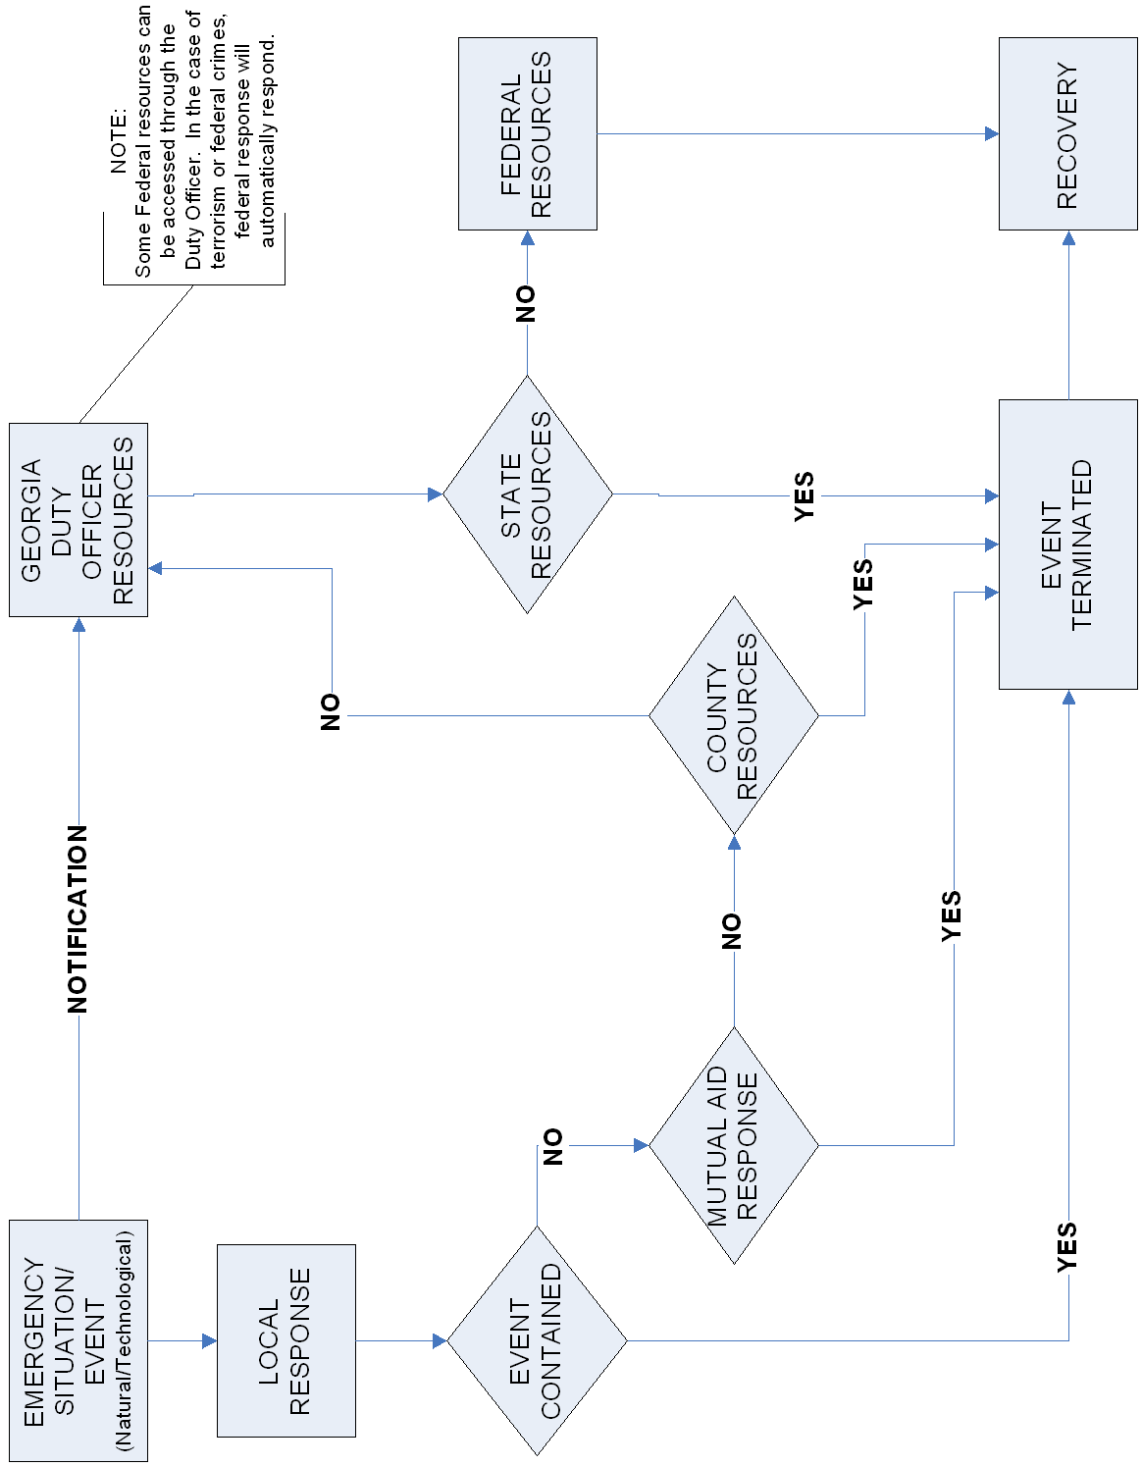 EMERGENCY
SITUATION/
EVENT
(Natural/Technological)
NOTIFICATION
GEORGIA
DUTY
OFFICER
RESOURCES
NOTE:
Some Federal resources can
be accessed through the
Duty Officer. In the case of
terrorism or federal crimes,
federal response will
automatically respond.
LOCAL
RESPONSE
EVENT
CONTAINED
NO
YES
MUTUAL AID
RESPONSE
NO
YES
COUNTY
RESOURCES
NO
YES
STATE
RESOURCES
NO
YES
FEDERAL
RESOURCES
EVENT
TERMINATED
RECOVERY